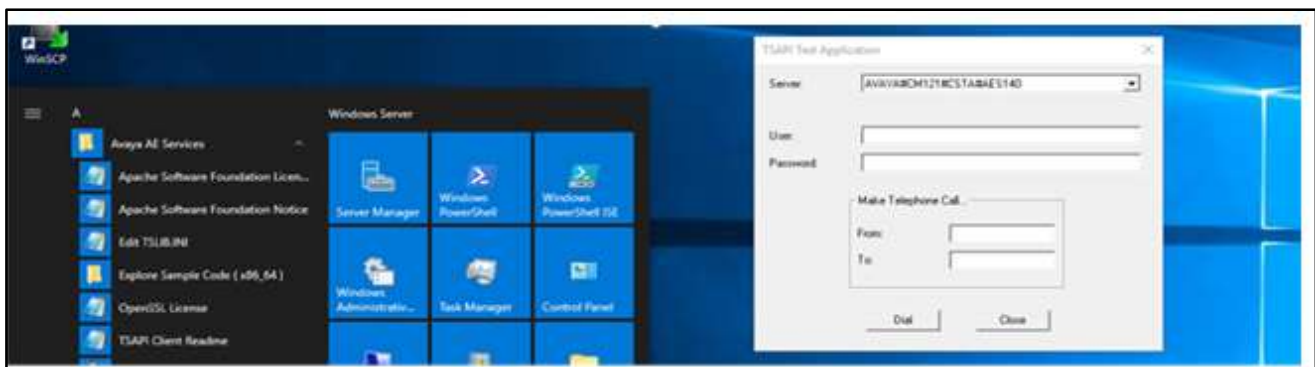 WinSCP
A
Avaya AE Services
Apache Software Foundation Licen...
Apache Software Foundation Notice
Edit TSLIB.INI
Explore Sample Code ( x86_64 )
OpenSSL License
TSAPI Client Readme
Windows Server
Server Manager
Windows PowerShell
Windows PowerShell ISE
Windows Administrativ...
Task Manager
Control Panel
TSAPI Test Application
Server:
AVAYA#CM121#CSTA#AES140
User:
Password:
Make Telephone Call...
From:
To:
Dial
Close